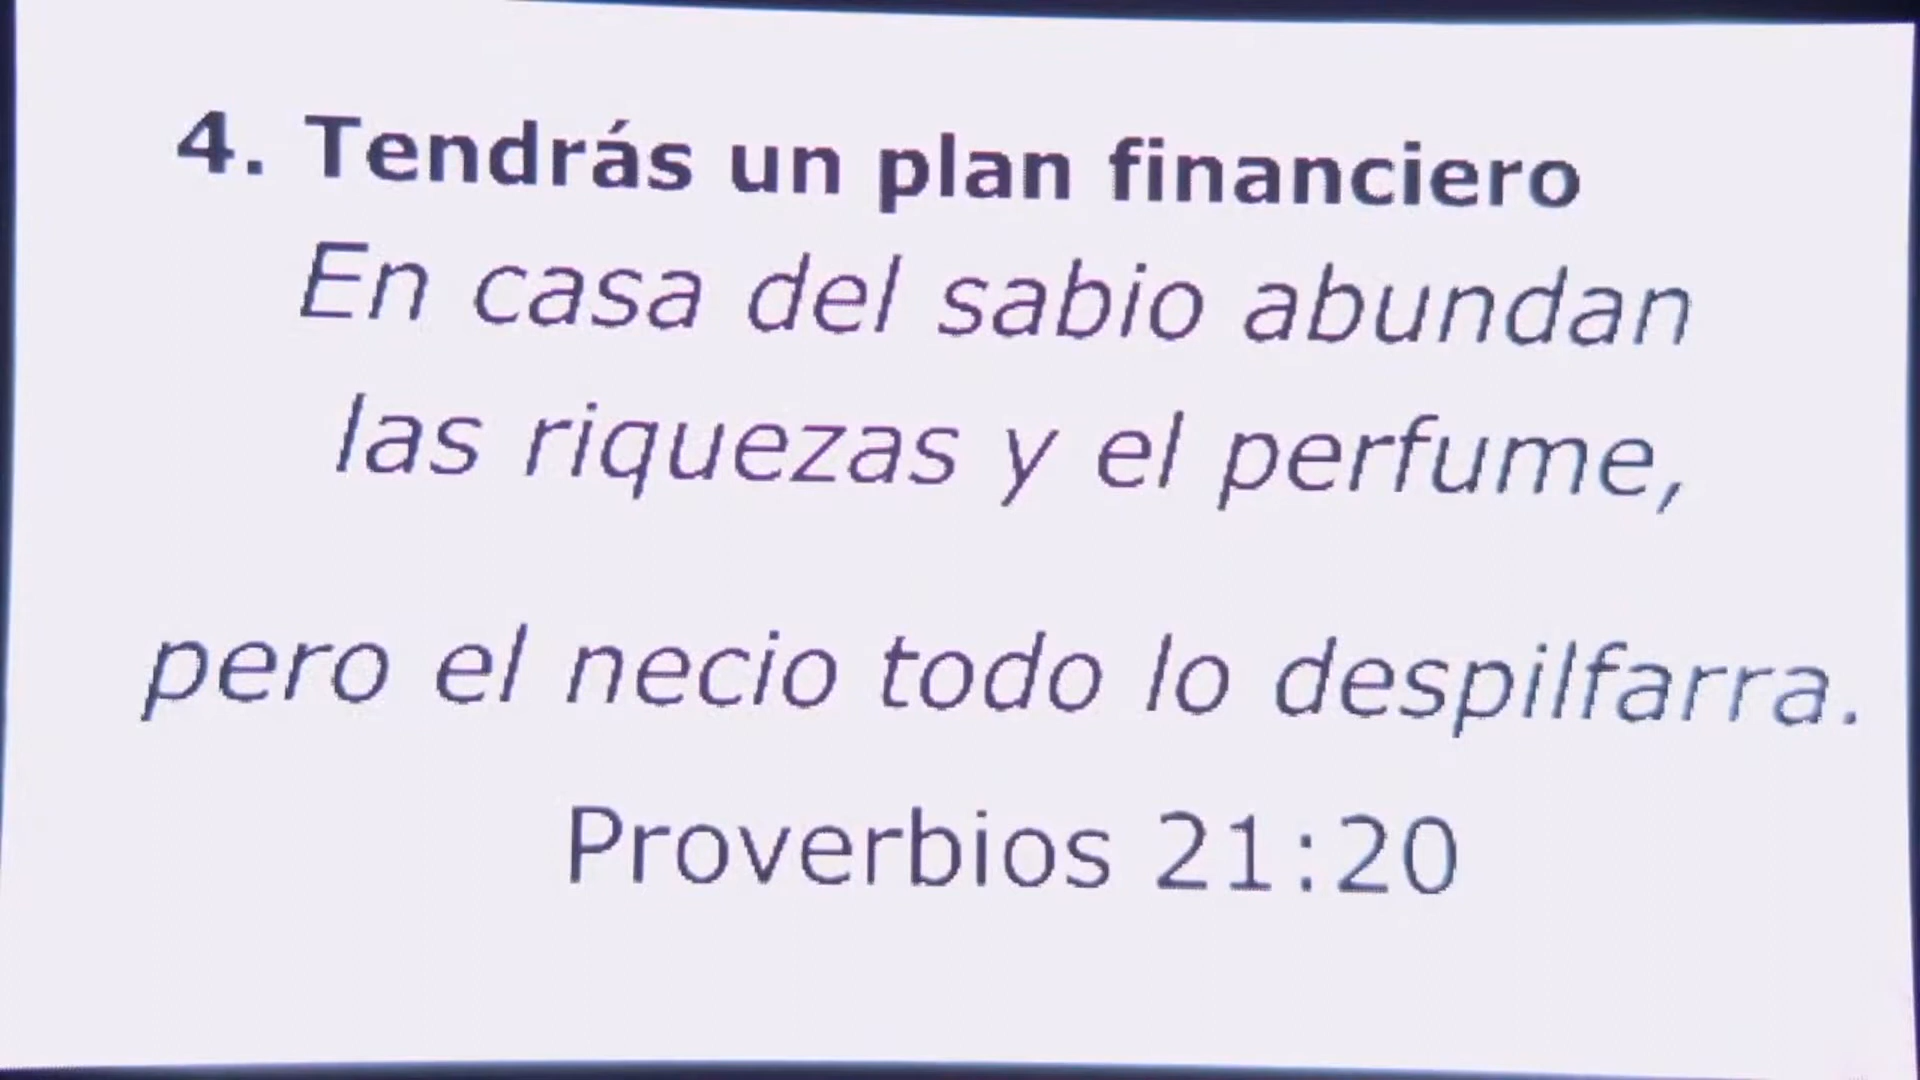 4. Tendrás un plan financiero
En casa del sabio abundan
las riquezas y el perfume,
pero el necio todo lo despilfarra.
Proverbios 21:20